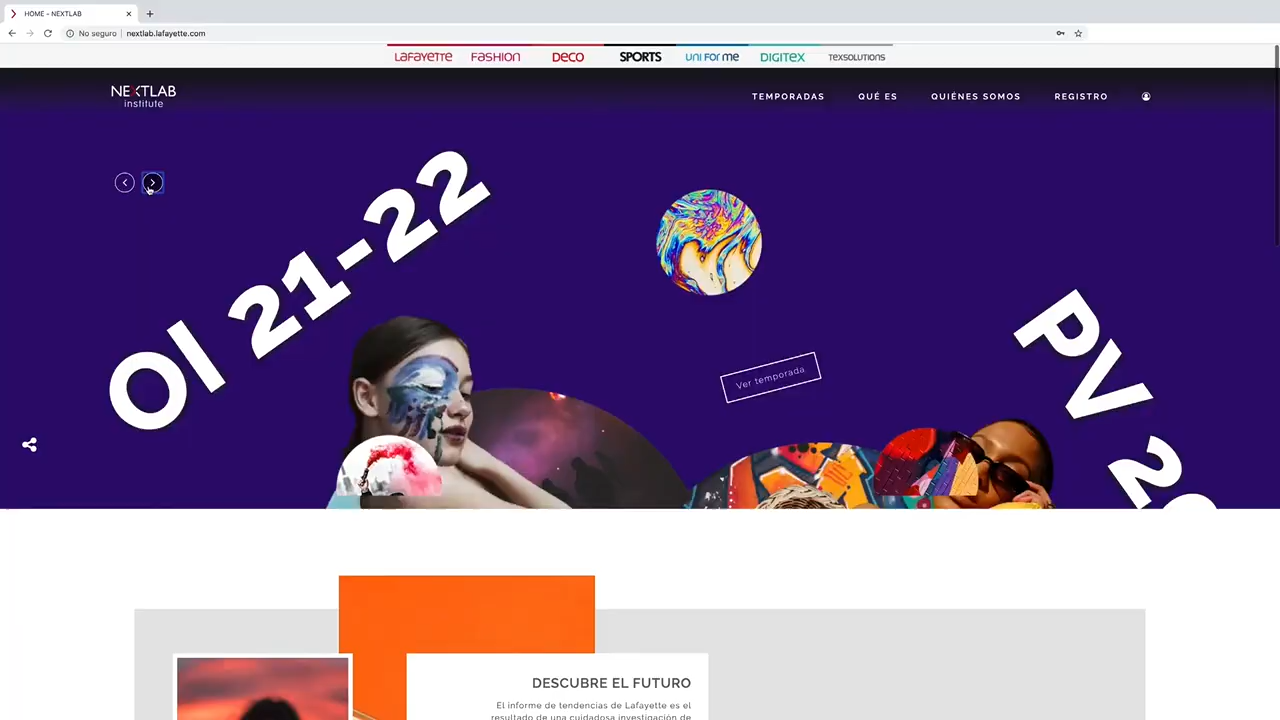 HOME - NEXTLAB
No seguro
nextlab.lafayette.com
LAFAYETTE
FASHION
DECO
SPORTS
UNI FOR ME
DIGITEX
TEXSOLUTIONS
NEXTLAB
institute
TEMPORADAS
QUÉ ES
QUIÉNES SOMOS
REGISTRO
OI 21-22
Ver temporada
PV 2
DESCUBRE EL FUTURO
El informe de tendencias de Lafayette es el
resultado de una cuidadosa investigación de